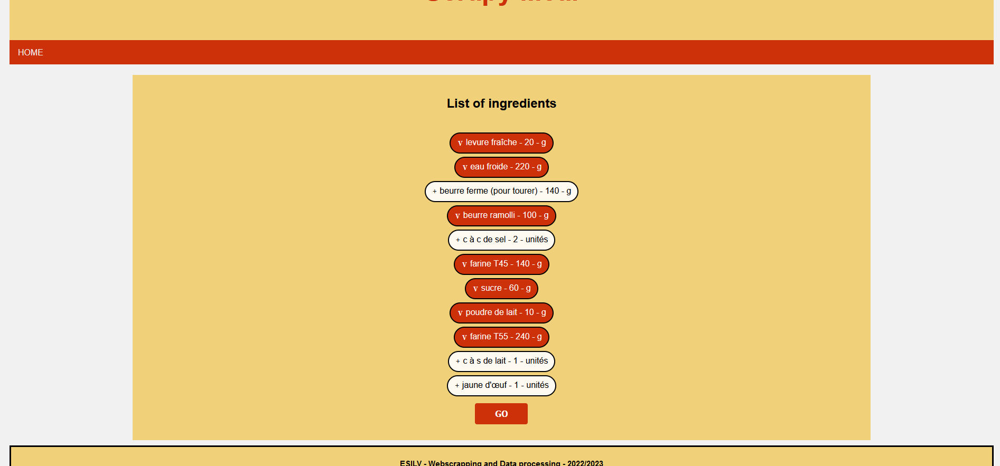 HOME
List of ingredients
v levure fraîche - 20 - g
v eau froide - 220 - g
+ beurre ferme (pour tourer) - 140 - g
v beurre ramolli - 100 - g
+ c à c de sel - 2 - unités
v farine T45 - 140 - g
v sucre - 60 - g
v poudre de lait - 10 - g
v farine T55 - 240 - g
+ c à s de lait - 1 - unités
+ jaune d'œuf - 1 - unités
GO
ESILV - Webscrapping and Data processing - 2022/2023